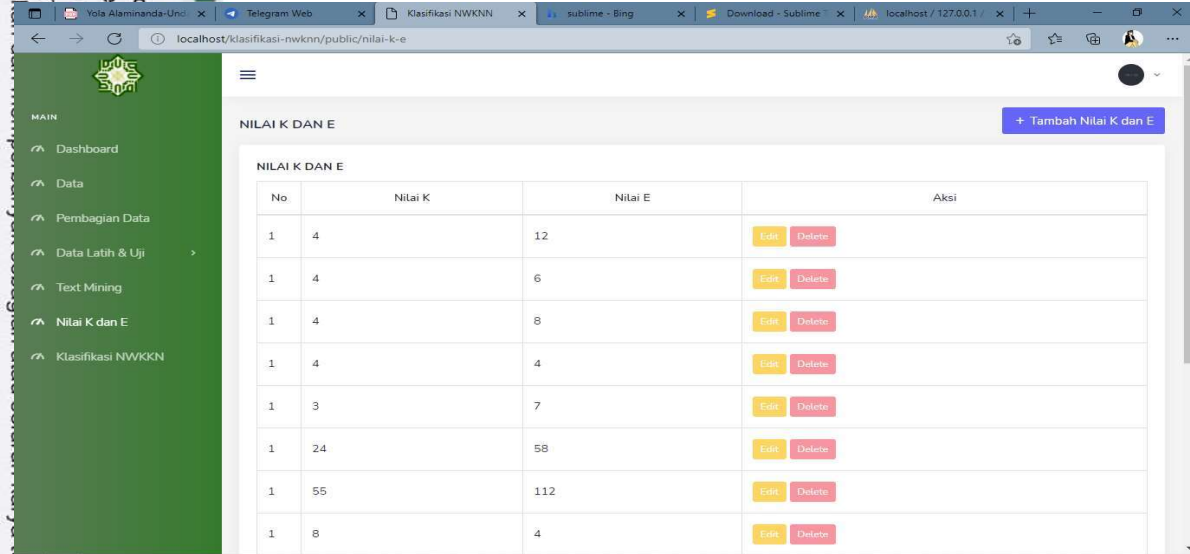 Yola Alaminanda-Und
Telegram Web
Klasifikasi NWKNN
sublime - Bing
Download - Sublime T
localhost / 127.0.0.1 /
localhost/klasifikasi-nwknn/public/nilai-k-e
MAIN
Dashboard
Data
Pembagian Data
Data Latih & Uji
Text Mining
Nilai K dan E
Klasifikasi NWKKN
NILAI K DAN E
+ Tambah Nilai K dan E
NILAI K DAN E
No Nilai K Nilai E Aksi
1 4 12 Edit Delete
1 4 6 Edit Delete
1 4 8 Edit Delete
1 4 4 Edit Delete
1 3 7 Edit Delete
1 24 58 Edit Delete
1 55 112 Edit Delete
1 8 4 Edit Delete